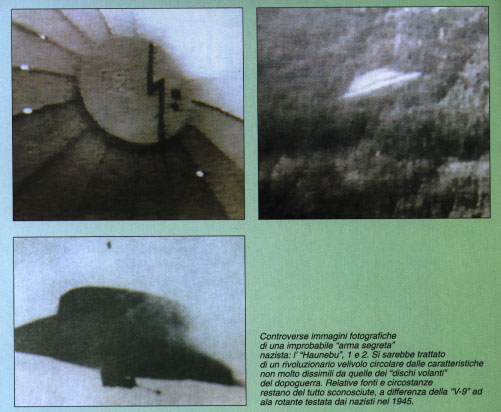 Controverse immagini fotografiche
di una improbabile "arma segreta"
nazista: i' "Haunebu", 1 e 2. Si sarebbe trattato
di un rivoluzionario velivolo circolare dalle caratteristiche
non molto dissimili da quelle dei "dischi volanti"
del dopoguerra. Relative fonti e circostanze
restano del tutto sconosciute, a differenza della "V-9" ad
ala rotante testata dai nazisti nel 1945.